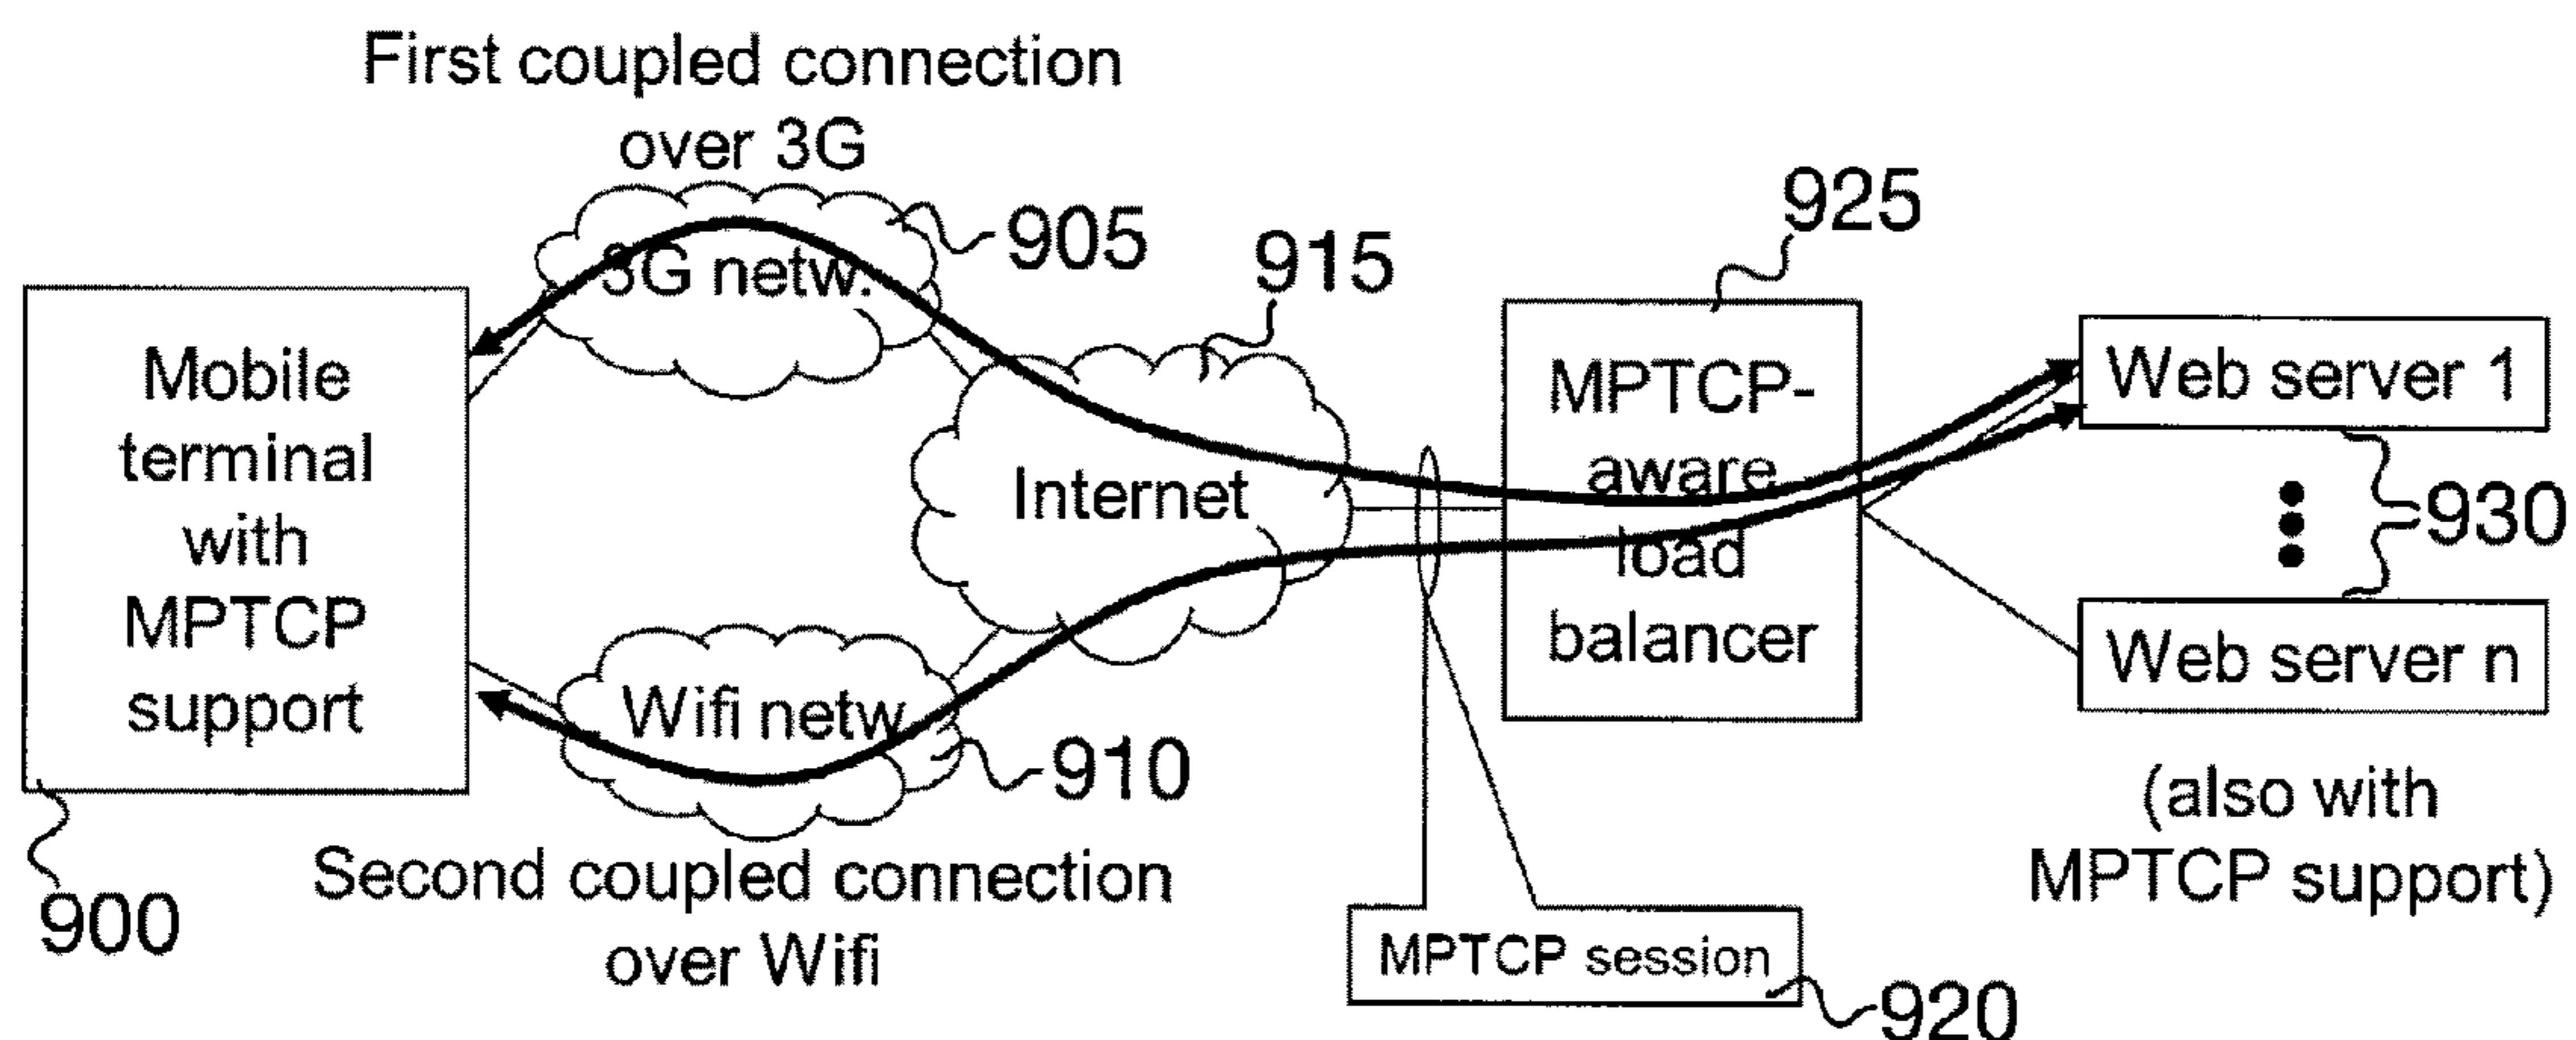 First coupled connection
over 3G
3G netw.
905
915
925
Mobile
terminal
with
MPTCP
support
900
Internet
MPTCP-
aware
load
balancer
Web server 1
930
Web server n
(also with
MPTCP support)
Wifi netw.
910
Second coupled connection
over Wifi
MPTCP session
920